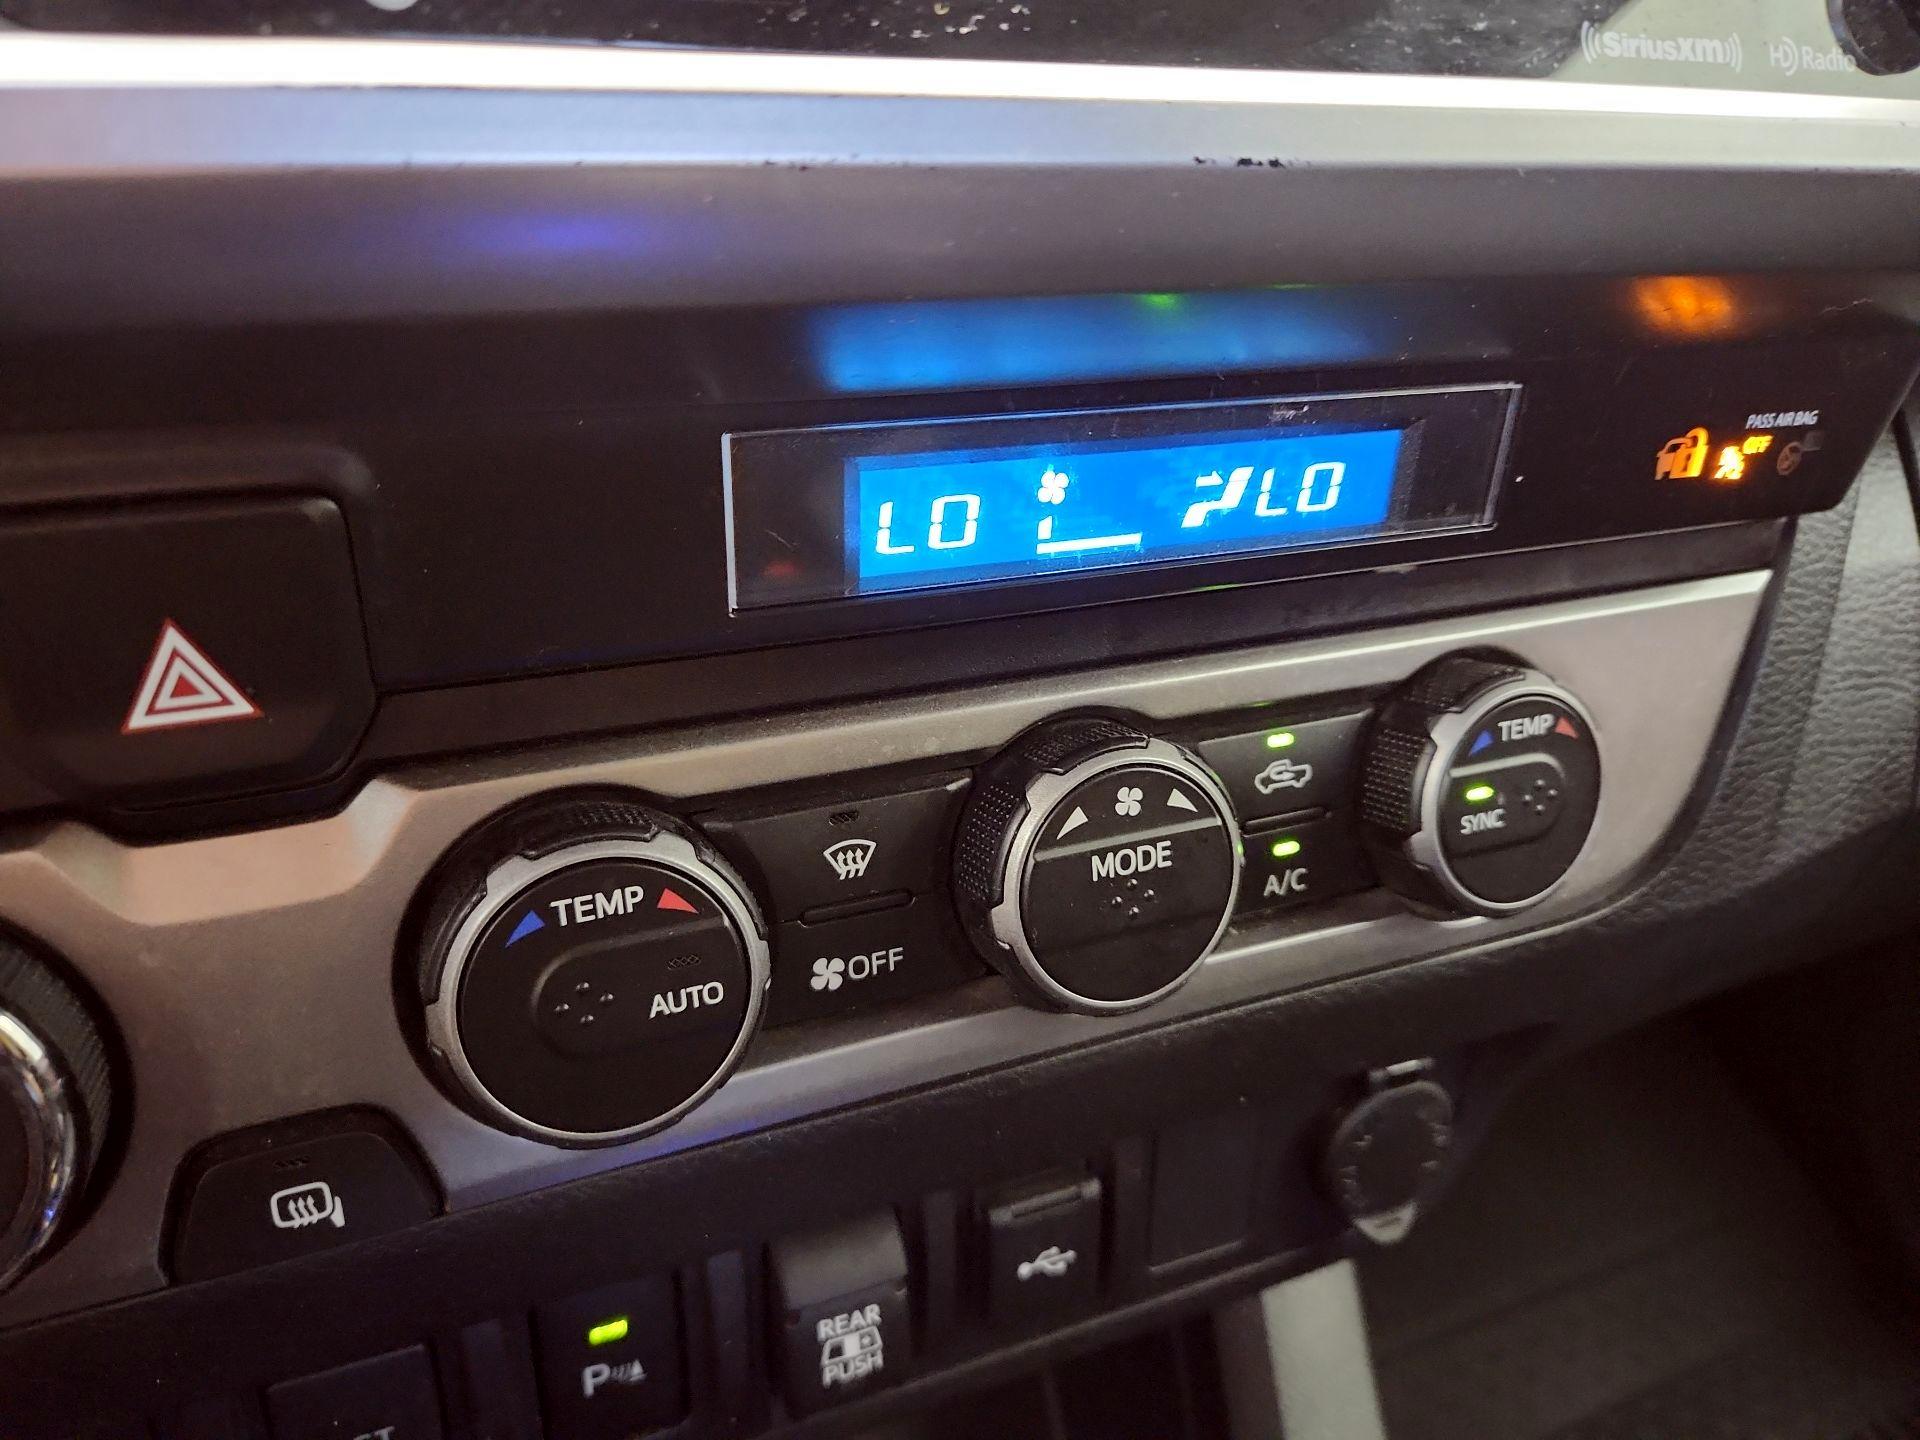 SiriusXM HD Radio
PASS AIR BAG
OFF
LO LO
TEMP
AUTO
OFF
MODE
A/C
TEMP
SYNC
P
REAR
PUSH